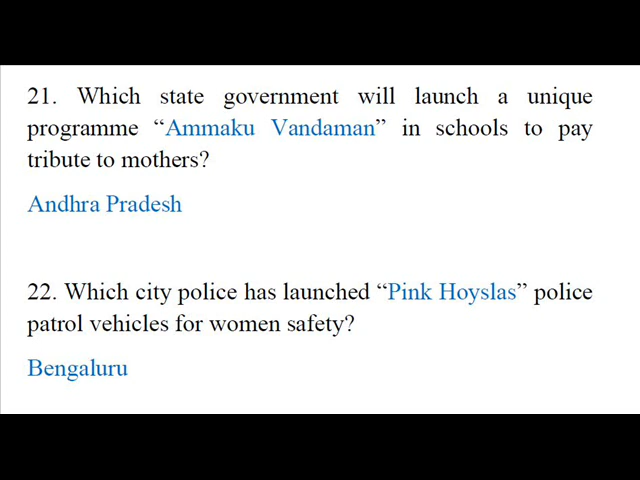 21. Which state government will launch a unique
programme “Ammaku Vandaman” in schools to pay
tribute to mothers?
Andhra Pradesh
22. Which city police has launched “Pink Hoyslas” police
patrol vehicles for women safety?
Bengaluru